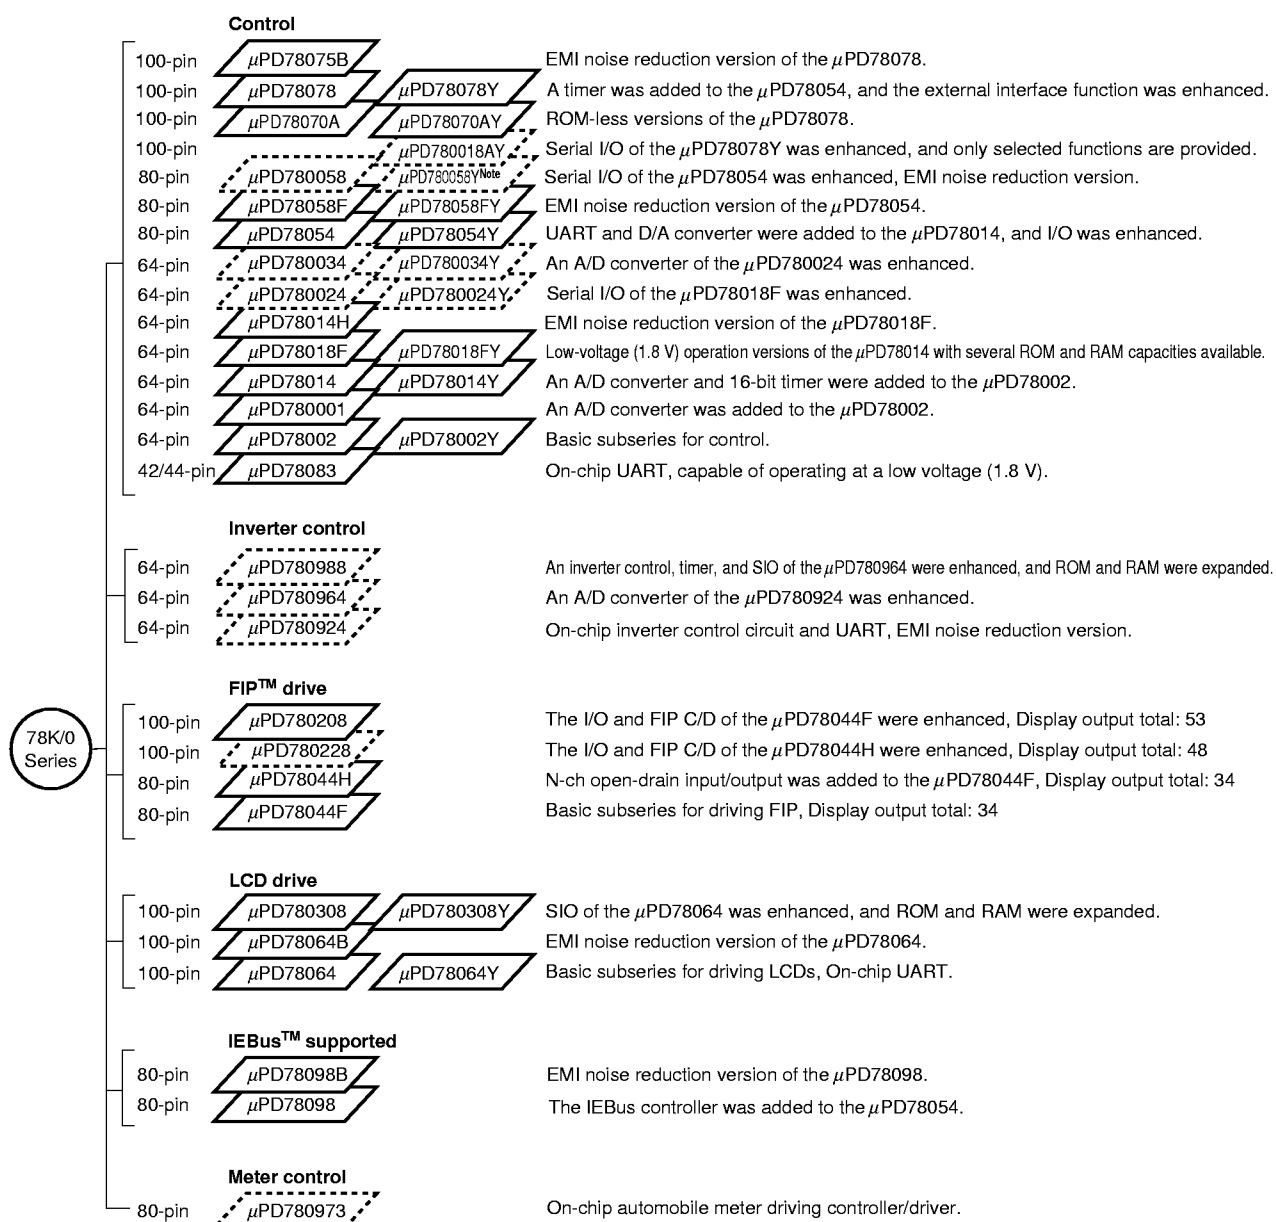 Control
100-pin μPD78075B EMI noise reduction version of the μPD78078.
100-pin μPD78078 μPD78078Y A timer was added to the μPD78054, and the external interface function was enhanced.
100-pin μPD78070A μPD78070AY ROM-less versions of the μPD78078.
100-pin μPD780018AY Serial I/O of the μPD78078Y was enhanced, and only selected functions are provided.
80-pin μPD780058 μPD780058YNote Serial I/O of the μPD78054 was enhanced, EMI noise reduction version.
80-pin μPD78058F μPD78058FY EMI noise reduction version of the μPD78054.
80-pin μPD78054 μPD78054Y UART and D/A converter were added to the μPD78014, and I/O was enhanced.
64-pin μPD780034 μPD780034Y An A/D converter of the μPD780024 was enhanced.
64-pin μPD780024 μPD780024Y Serial I/O of the μPD78018F was enhanced.
64-pin μPD78014H EMI noise reduction version of the μPD78018F.
64-pin μPD78018F μPD78018FY Low-voltage (1.8 V) operation versions of the μPD78014 with several ROM and RAM capacities available.
64-pin μPD78014 μPD78014Y An A/D converter and 16-bit timer were added to the μPD78002.
64-pin μPD780001 An A/D converter was added to the μPD78002.
64-pin μPD78002 μPD78002Y Basic subseries for control.
42/44-pin μPD78083 On-chip UART, capable of operating at a low voltage (1.8 V).
Inverter control
64-pin μPD780988 An inverter control, timer, and SIO of the μPD780964 were enhanced, and ROM and RAM were expanded.
64-pin μPD780964 An A/D converter of the μPD780924 was enhanced.
64-pin μPD780924 On-chip inverter control circuit and UART, EMI noise reduction version.
FIP™ drive
78K/0 Series
100-pin μPD780208 The I/O and FIP C/D of the μPD78044F were enhanced, Display output total: 53
100-pin μPD780228 The I/O and FIP C/D of the μPD78044H were enhanced, Display output total: 48
80-pin μPD78044H N-ch open-drain input/output was added to the μPD78044F, Display output total: 34
80-pin μPD78044F Basic subseries for driving FIP, Display output total: 34
LCD drive
100-pin μPD780308 μPD780308Y SIO of the μPD78064 was enhanced, and ROM and RAM were expanded.
100-pin μPD78064B EMI noise reduction version of the μPD78064.
100-pin μPD78064 μPD78064Y Basic subseries for driving LCDs, On-chip UART.
IEBus™ supported
80-pin μPD78098B EMI noise reduction version of the μPD78098.
80-pin μPD78098 The IEBus controller was added to the μPD78054.
Meter control
80-pin μPD780973 On-chip automobile meter driving controller/driver.